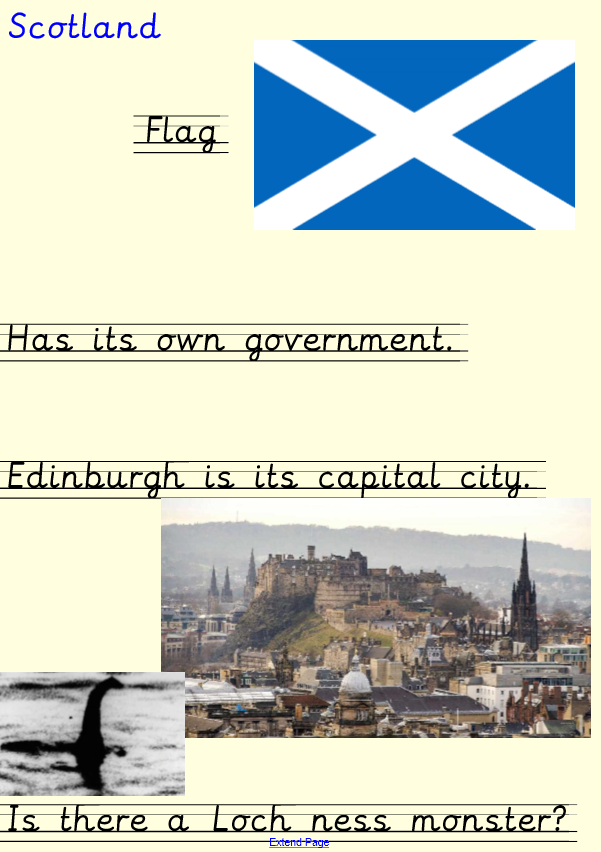 Scotland
Flag
Has its own government.
Edinburgh is its capital city.
Is there a Loch ness monster?
Extend Page